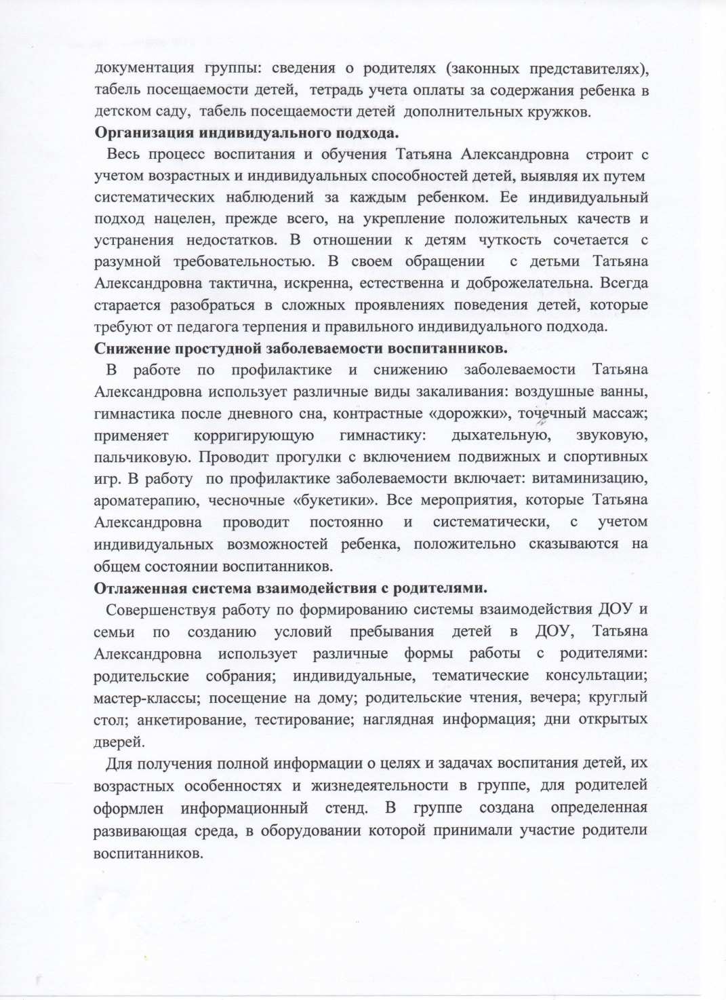 документация группы: сведения о родителях (законных представителях),
табель посещаемости детей, тетрадь учета оплаты за содержания ребенка в
детском саду, табель посещаемости детей дополнительных кружков.
Организация индивидуального подхода.
Весь процесс воспитания и обучения Татьяна Александровна строит с
учетом возрастных и индивидуальных способностей детей, выявляя их путем
систематических наблюдений за каждым ребенком. Ее индивидуальный
подход нацелен, прежде всего, на укрепление положительных качеств и
устранения недостатков. В отношении к детям чуткость сочетается с
разумной требовательностью. В своем обращении с детьми Татьяна
Александровна тактична, искренна, естественна и доброжелательна. Всегда
старается разобраться в сложных проявлениях поведения детей, которые
требуют от педагога терпения и правильного индивидуального подхода.
Снижение простудной заболеваемости воспитанников.
В работе по профилактике и снижению заболеваемости Татьяна
Александровна использует различные виды закаливания: воздушные ванны,
гимнастика после дневного сна, контрастные «дорожки», точечный массаж;
применяет корригирующую гимнастику: дыхательную, звуковую,
пальчиковую. Проводит прогулки с включением подвижных и спортивных
игр. В работу по профилактике заболеваемости включает: витаминизацию,
ароматерапию, чесночные «букетики». Все мероприятия, которые Татьяна
Александровна проводит постоянно и систематически, с учетом
индивидуальных возможностей ребенка, положительно сказываются на
общем состоянии воспитанников.
Отлаженная система взаимодействия с родителями.
Совершенствуя работу по формированию системы взаимодействия ДОУ и
семьи по созданию условий пребывания детей в ДОУ, Татьяна
Александровна использует различные формы работы с родителями:
родительские собрания; индивидуальные, тематические консультации;
мастер-классы; посещение на дому; родительские чтения, вечера; круглый
стол; анкетирование, тестирование; наглядная информация; дни открытых
дверей.
Для получения полной информации о целях и задачах воспитания детей, их
возрастных особенностях и жизнедеятельности в группе, для родителей
оформлен информационный стенд. В группе создана определенная
развивающая среда, в оборудовании которой принимали участие родители
воспитанников.